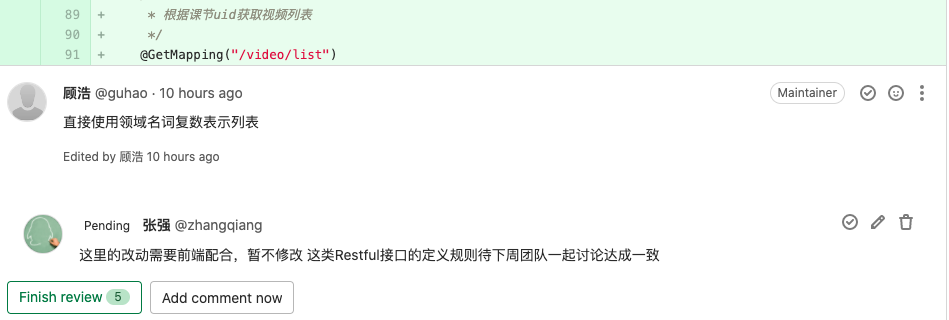 89 + * 根据课节uid获取视频列表
90 + */
91 + @GetMapping("/video/list")
顾浩 @guhao · 10 hours ago Maintainer
直接使用领域名词复数表示列表
Edited by 顾浩 10 hours ago
Pending 张强 @zhangqiang
这里的改动需要前端配合，暂不修改 这类Restful接口的定义规则待下周团队一起讨论达成一致
Finish review 5 Add comment now